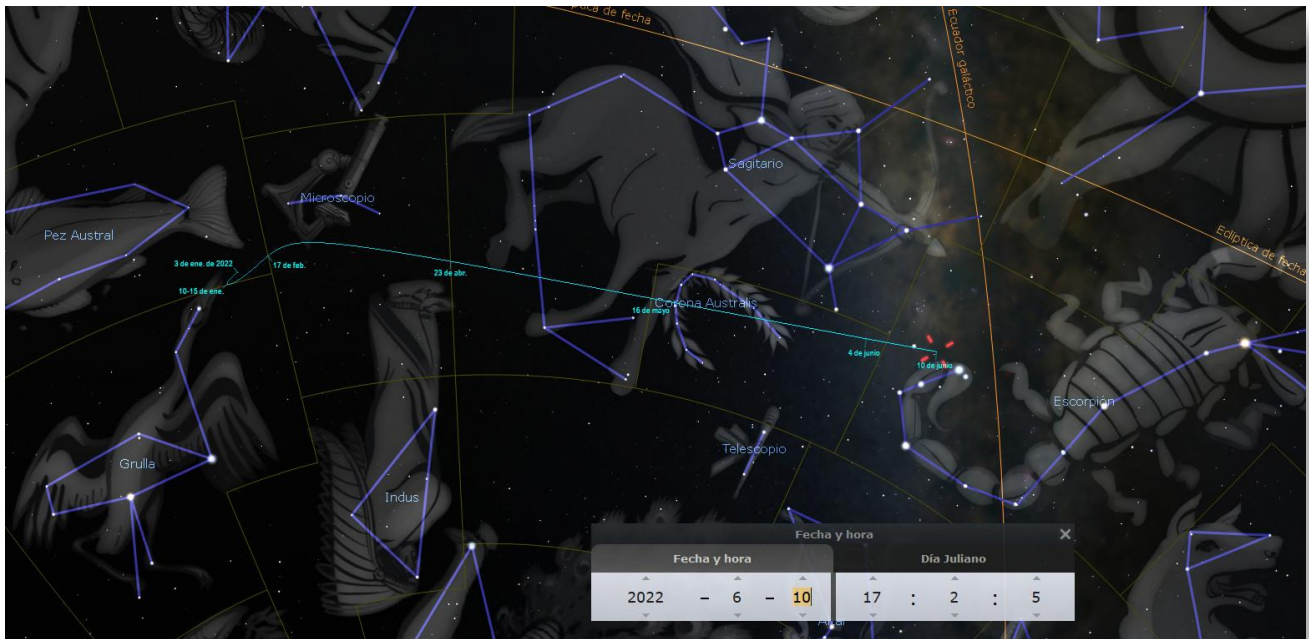 Eclíptica de fecha
Ecuador galáctico
Sagitario
Microscopio
Pez Austral
Eclíptica de fecha
3 de ene. de 2022
17 de feb.
23 de abr.
10-15 de ene.
Corona Australis
16 de mayo
4 de junio
10 de junio
Escorpión
Telescopio
Grulla
Indus
Fecha y hora
Fecha y hora Día Juliano
2022 - 6 - 10 17 : 2 : 5